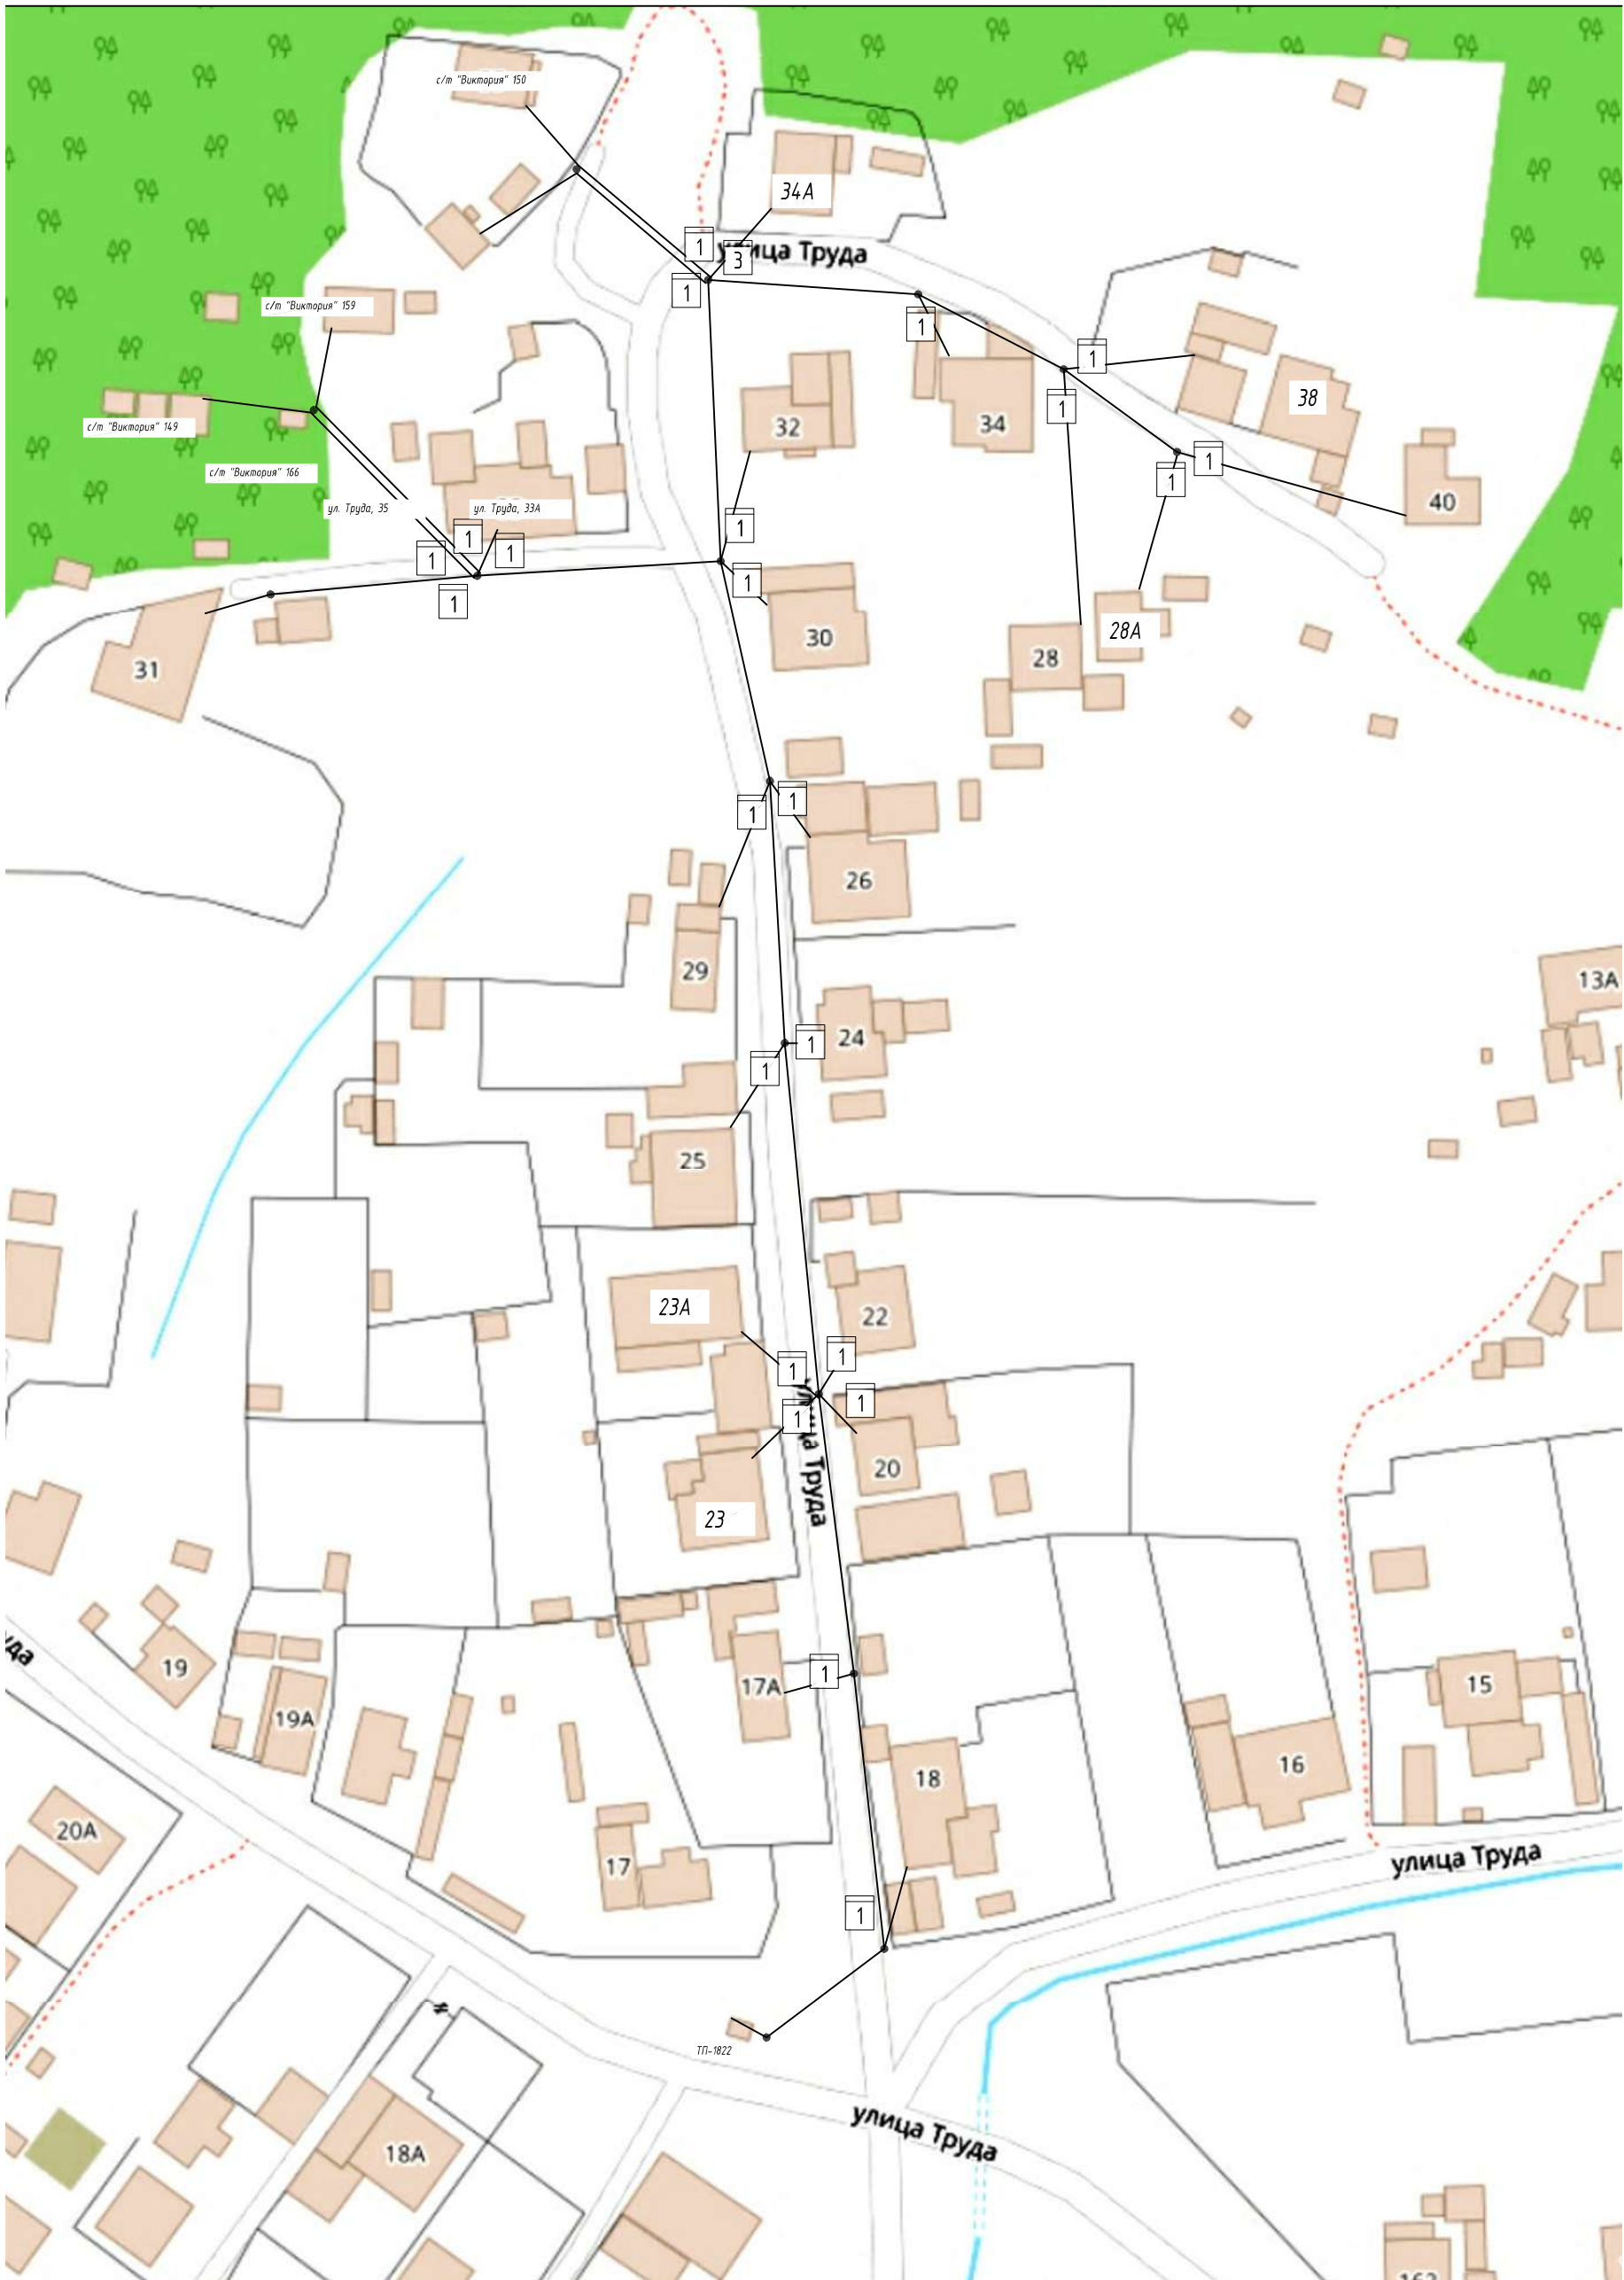 с/т "Виктория" 150
34А
улица Труда
1
3
1
с/т "Виктория" 159
1
1
1
38
32
34
с/т "Виктория" 149
1
1
40
с/т "Виктория" 166
ул. Труда, 35
ул. Труда, 33А
1
1
1
1
1
1
30
28А
28
31
1
1
26
29
13А
24
1
1
25
23А
22
1
1
1
1
улица Труда
20
23
19
1
17А
15
19А
18
16
20А
17
улица Труда
1
ТП-1822
улица Труда
18А